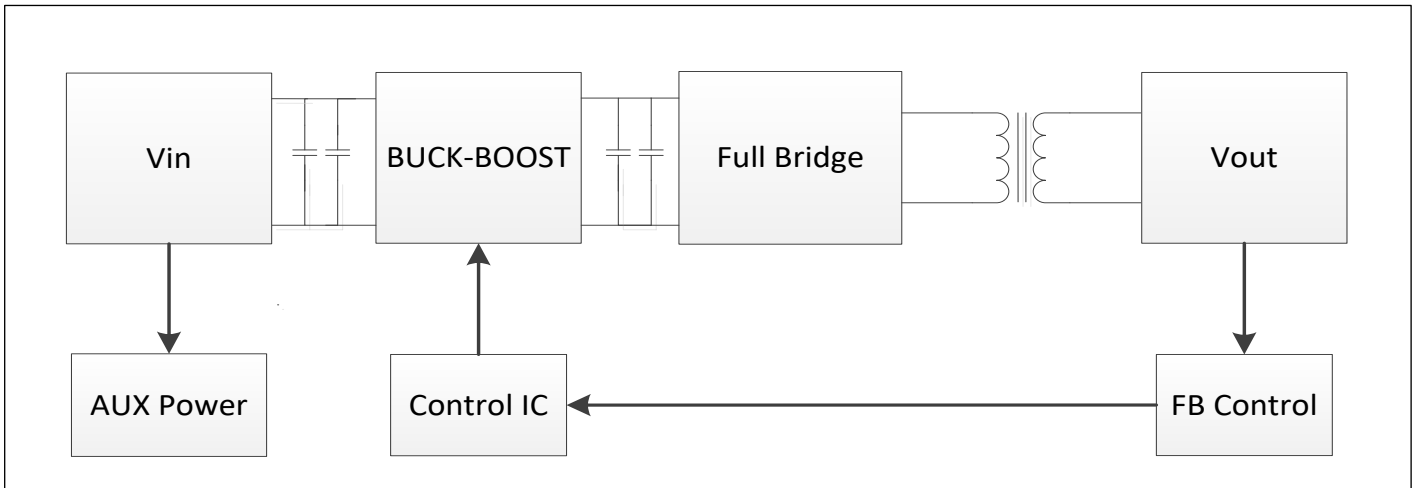 Vin
BUCK-BOOST
Full Bridge
Vout
AUX Power
Control IC
FB Control